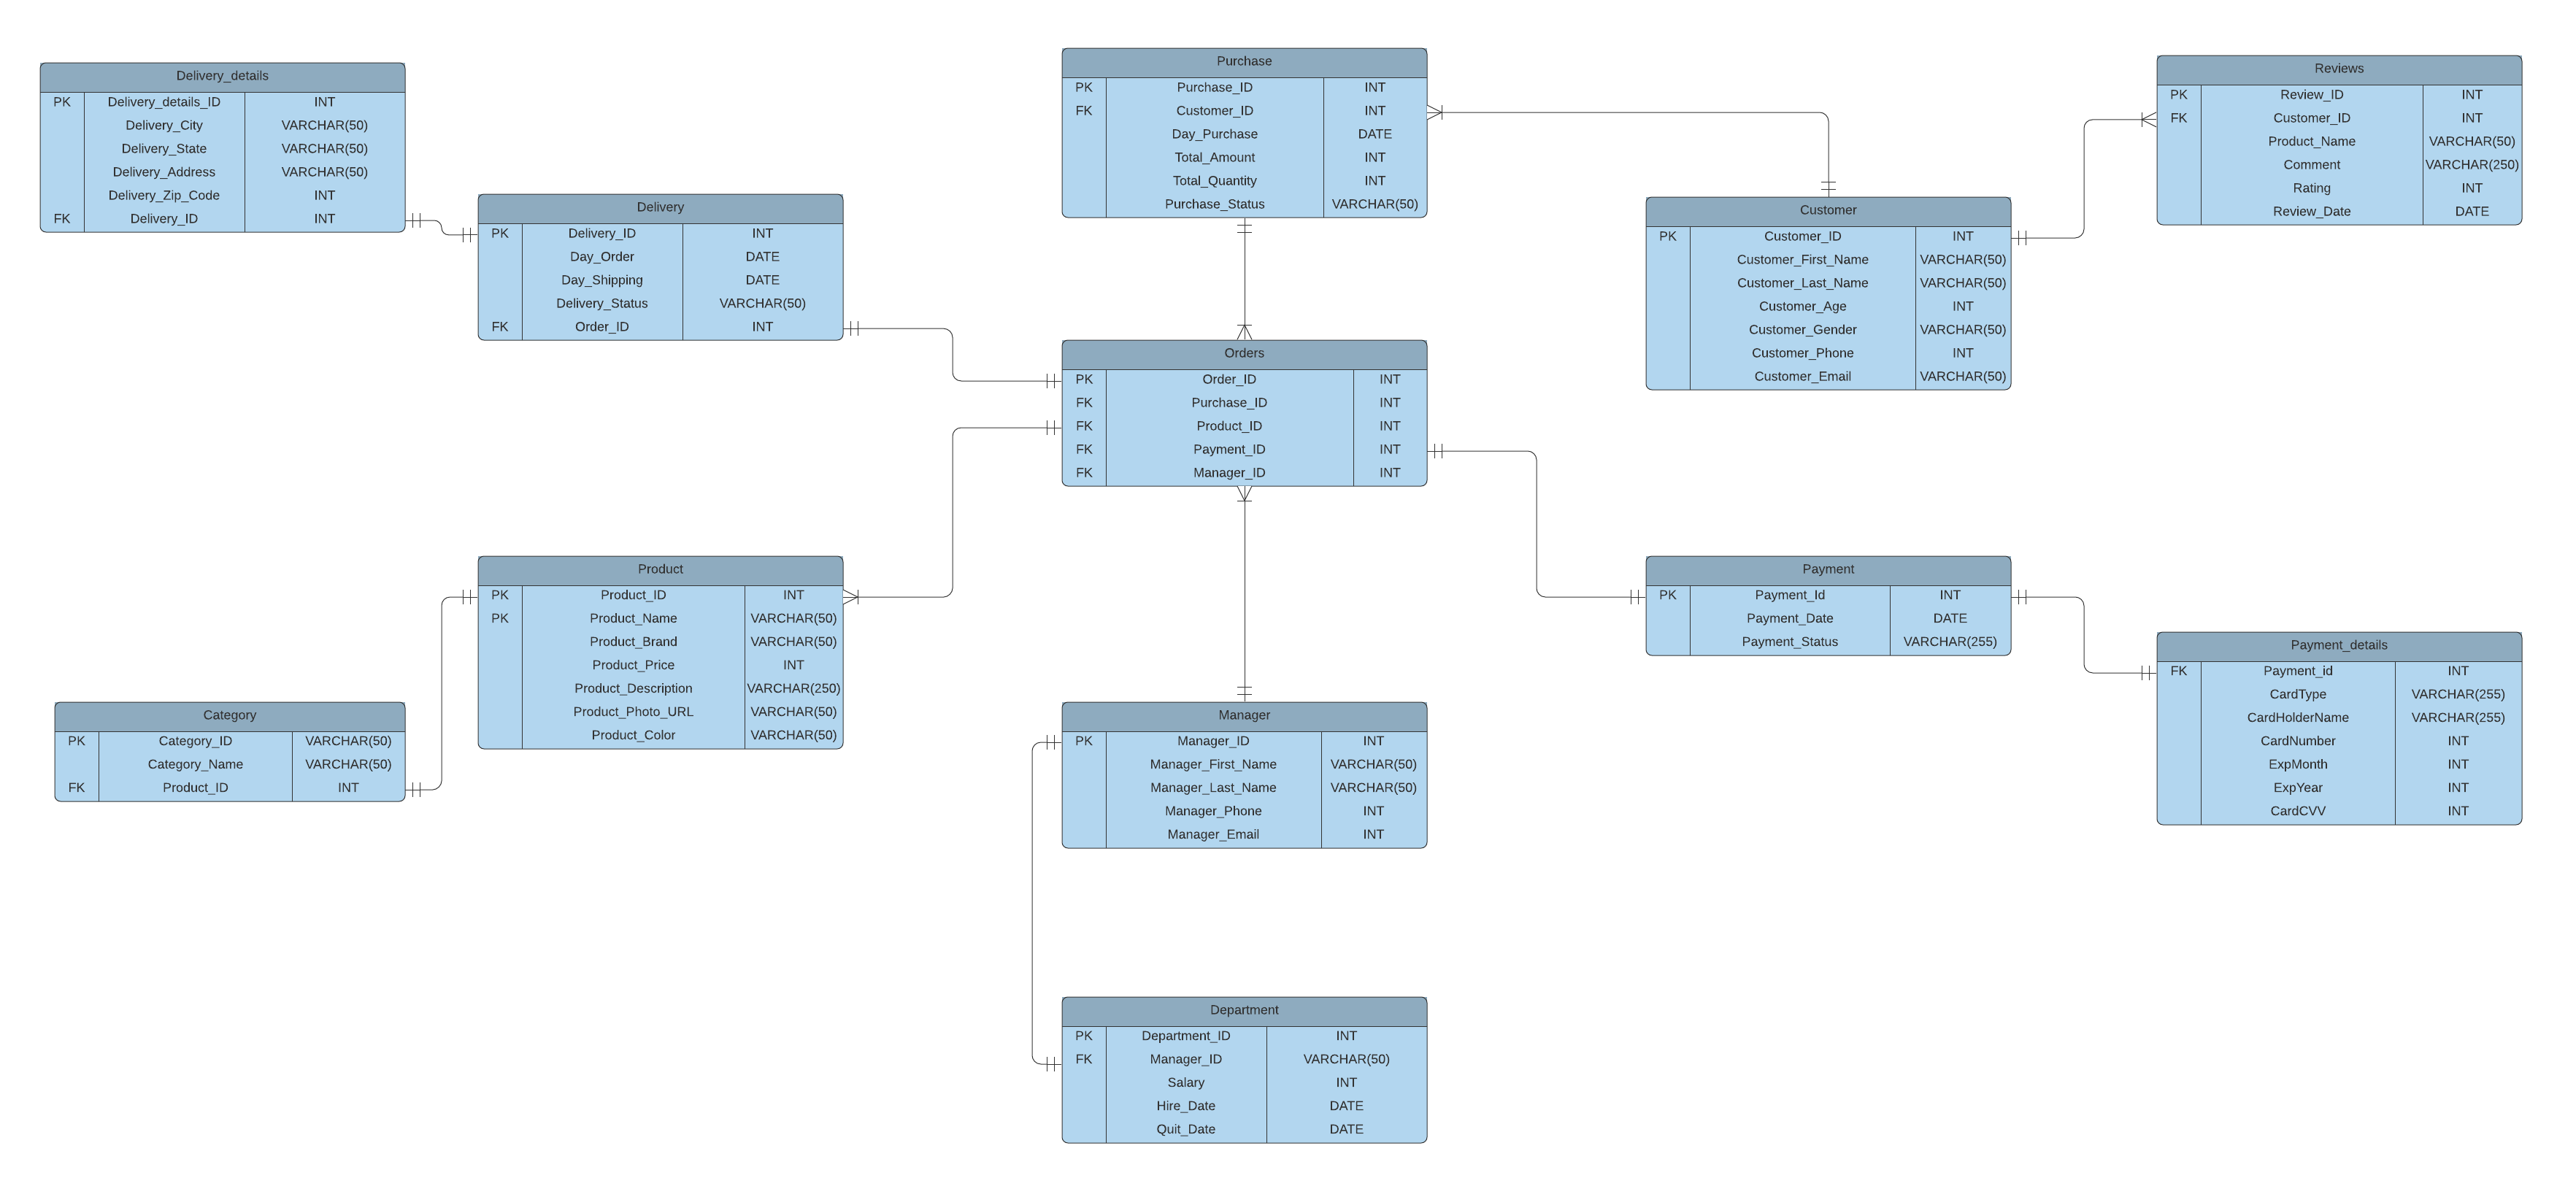 Delivery_details
PK Delivery_details_ID INT
Delivery_City VARCHAR(50)
Delivery_State VARCHAR(50)
Delivery_Address VARCHAR(50)
Delivery_Zip_Code INT
FK Delivery_ID INT
Delivery
PK Delivery_ID INT
Day_Order DATE
Day_Shipping DATE
Delivery_Status VARCHAR(50)
FK Order_ID INT
Purchase
PK Purchase_ID INT
FK Customer_ID INT
Day_Purchase DATE
Total_Amount INT
Total_Quantity INT
Purchase_Status VARCHAR(50)
Customer
PK Customer_ID INT
Customer_First_Name VARCHAR(50)
Customer_Last_Name VARCHAR(50)
Customer_Age INT
Customer_Gender VARCHAR(50)
Customer_Phone INT
Customer_Email VARCHAR(50)
Reviews
PK Review_ID INT
FK Customer_ID INT
Product_Name VARCHAR(50)
Comment VARCHAR(250)
Rating INT
Review_Date DATE
Orders
PK Order_ID INT
FK Purchase_ID INT
FK Product_ID INT
FK Payment_ID INT
FK Manager_ID INT
Product
PK Product_ID INT
PK Product_Name VARCHAR(50)
Product_Brand VARCHAR(50)
Product_Price INT
Product_Description VARCHAR(250)
Product_Photo_URL VARCHAR(50)
Product_Color VARCHAR(50)
Category
PK Category_ID VARCHAR(50)
Category_Name VARCHAR(50)
FK Product_ID INT
Manager
PK Manager_ID INT
Manager_First_Name VARCHAR(50)
Manager_Last_Name VARCHAR(50)
Manager_Phone INT
Manager_Email INT
Payment
PK Payment_Id INT
Payment_Date DATE
Payment_Status VARCHAR(255)
Payment_details
FK Payment_id INT
CardType VARCHAR(255)
CardHolderName VARCHAR(255)
CardNumber INT
ExpMonth INT
ExpYear INT
CardCVV INT
Department
PK Department_ID INT
FK Manager_ID VARCHAR(50)
Salary INT
Hire_Date DATE
Quit_Date DATE